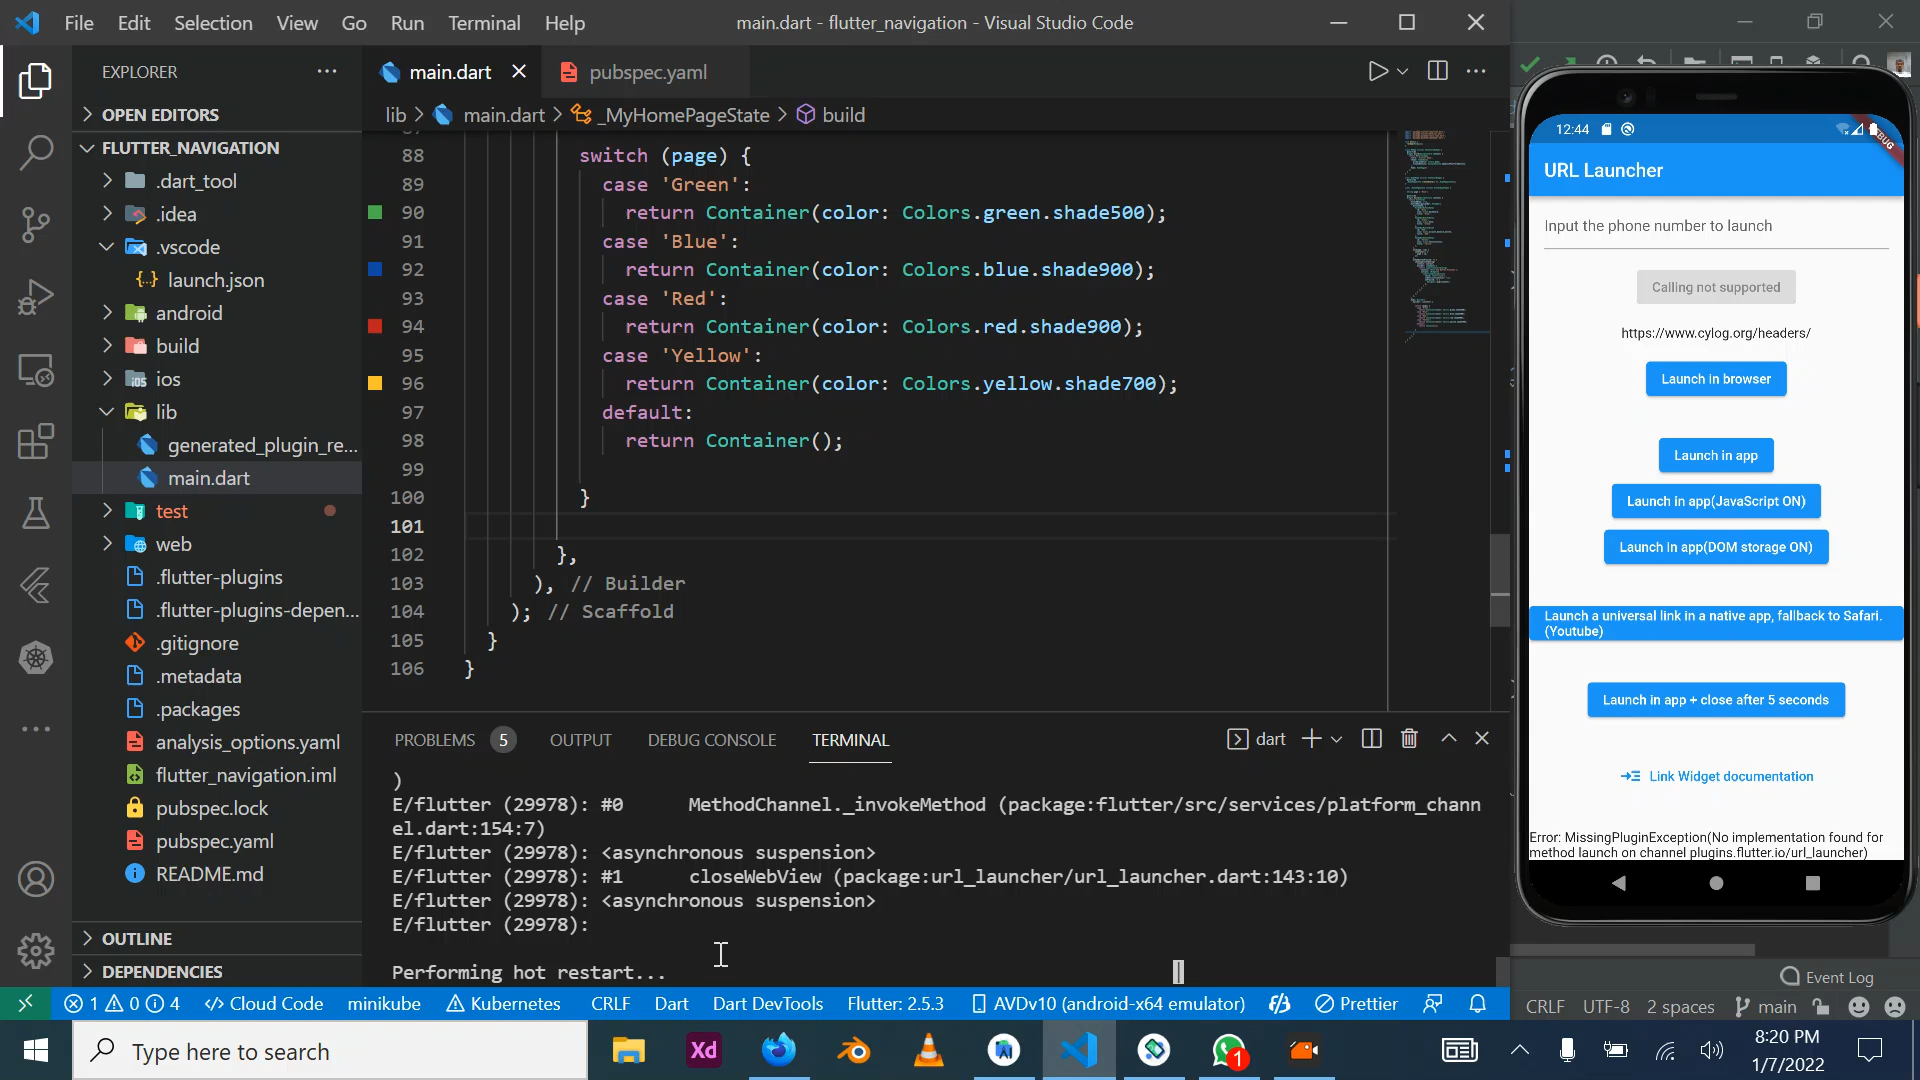 File Edit Selection View Go Run Terminal Help
main.dart - flutter_navigation - Visual Studio Code
EXPLORER
OPEN EDITORS
FLUTTER_NAVIGATION
.dart_tool
.idea
.vscode
launch.json
android
build
ios
lib
generated_plugin_re...
main.dart
test
web
.flutter-plugins
.flutter-plugins-depen...
.gitignore
.metadata
.packages
analysis_options.yaml
flutter_navigation.iml
pubspec.lock
pubspec.yaml
README.md
OUTLINE
DEPENDENCIES
main.dart
pubspec.yaml
lib > main.dart > _MyHomePageState > build
88 switch (page) {
89 case 'Green':
90 return Container(color: Colors.green.shade500);
91 case 'Blue':
92 return Container(color: Colors.blue.shade900);
93 case 'Red':
94 return Container(color: Colors.red.shade900);
95 case 'Yellow':
96 return Container(color: Colors.yellow.shade700);
97 default:
98 return Container();
99
100 }
101
102 },
103 ), // Builder
104 ); // Scaffold
105 }
106 }
PROBLEMS 5 OUTPUT DEBUG CONSOLE TERMINAL
dart
)
E/flutter (29978): #0 MethodChannel._invokeMethod (package:flutter/src/services/platform_chann
el.dart:154:7)
E/flutter (29978): <asynchronous suspension>
E/flutter (29978): #1 closeWebView (package:url_launcher/url_launcher.dart:143:10)
E/flutter (29978): <asynchronous suspension>
E/flutter (29978):
Performing hot restart...
1 0 4 Cloud Code minikube Kubernetes CRLF Dart Dart DevTools Flutter: 2.5.3 AVDv10 (android-x64 emulator) Prettier
12:44
URL Launcher
Input the phone number to launch
Calling not supported
https://www.cylog.org/headers/
Launch in browser
Launch in app
Launch in app(JavaScript ON)
Launch in app(DOM storage ON)
Launch a universal link in a native app, fallback to Safari.
(Youtube)
Launch in app + close after 5 seconds
Link Widget documentation
Error: MissingPluginException(No implementation found for
method launch on channel plugins.flutter.io/url_launcher)
Event Log
CRLF UTF-8 2 spaces main
Type here to search
Xd
1
8:20 PM
1/7/2022